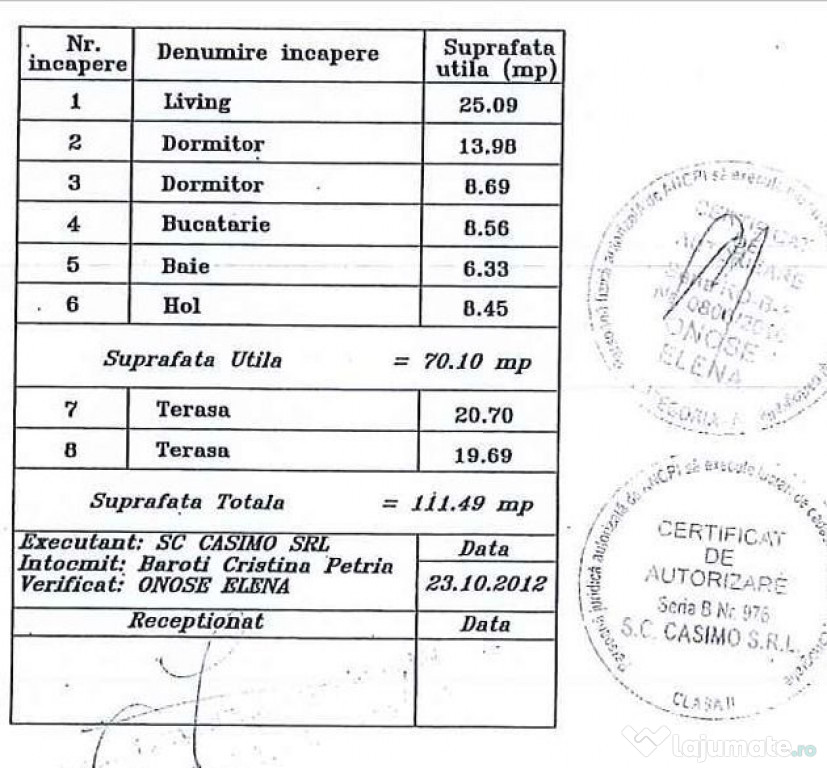 Nr. incapere Denumire incapere Suprafata utila (mp)
1 Living 25.09
2 Dormitor 13.98
3 Dormitor 8.69
4 Bucatarie 8.56
5 Baie 6.33
6 Hol 8.45
Suprafata Utila = 70.10 mp
7 Terasa 20.70
8 Terasa 19.69
Suprafata Totala = 111.49 mp
Executant: SC CASIMO SRL Data
Intocmit: Baroti Cristina Petria
Verificat: ONOSE ELENA 23.10.2012
Receptionat Data
ONOSE
ELENA
CERTIFICAT
DE
AUTORIZARE
Seria B Nr. 976
S.C. CASIMO S.R.L.
CLASA II
lajumate.ro